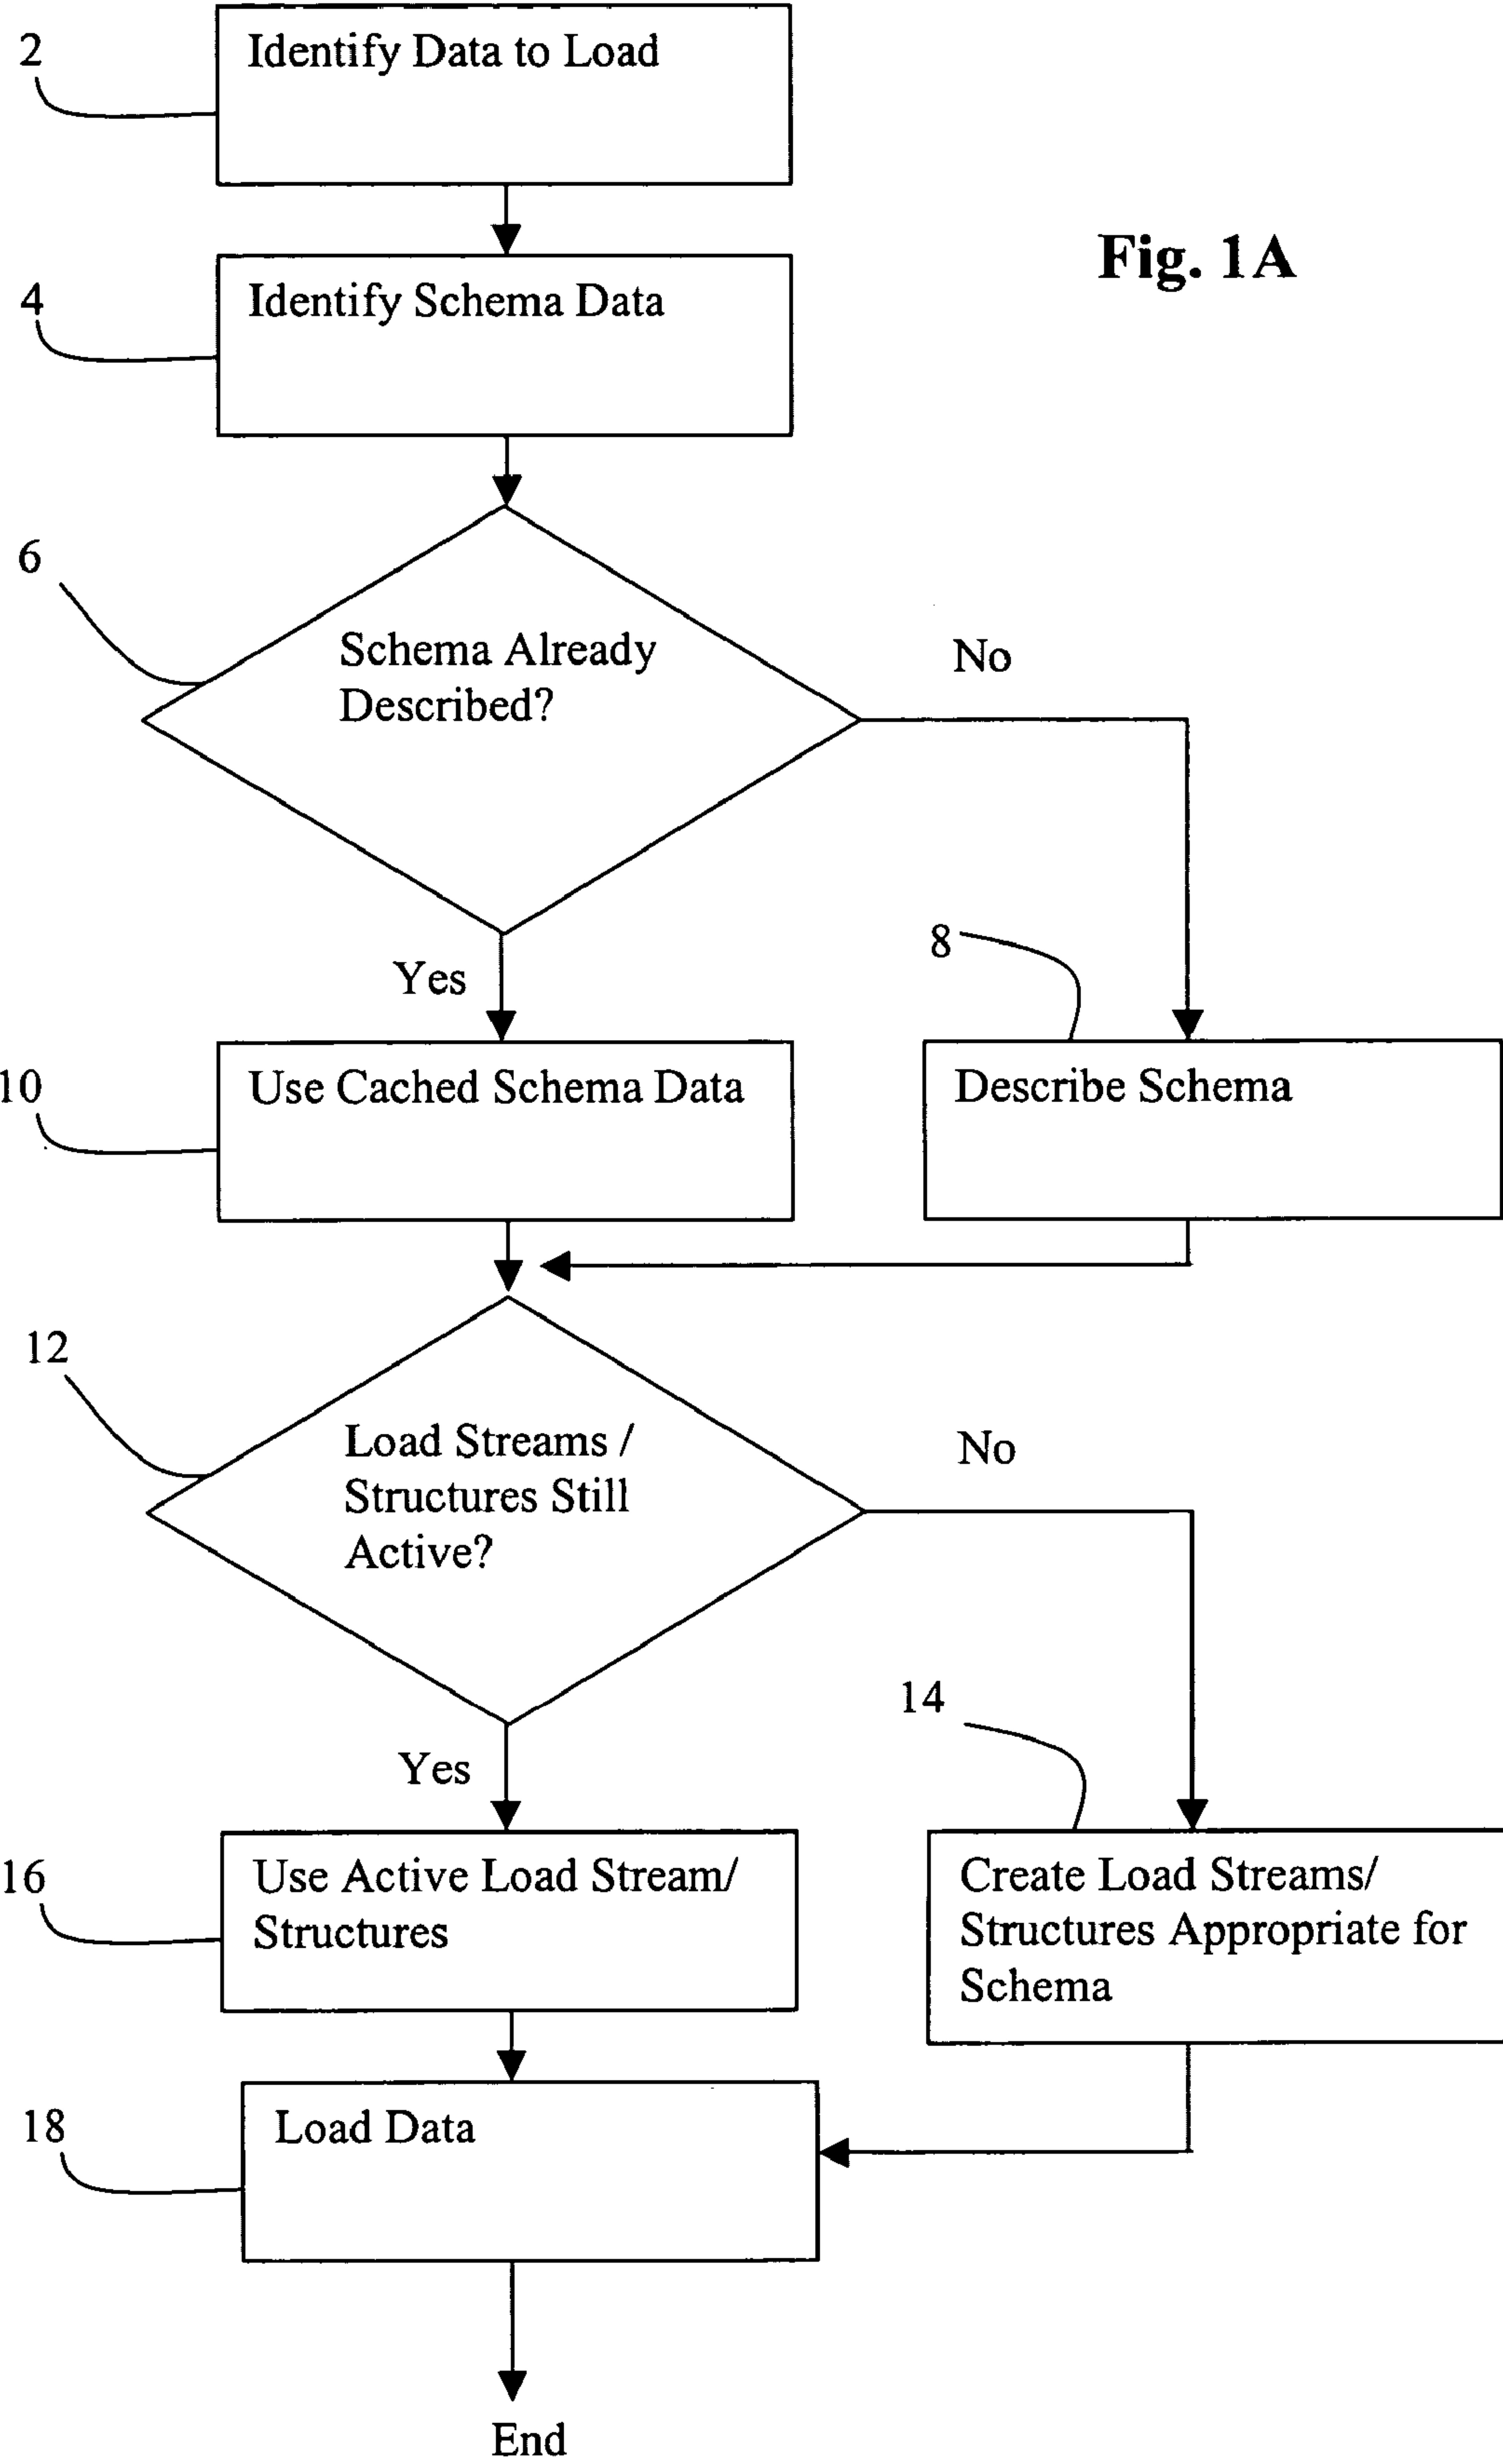 2
Identify Data to Load
Fig. 1A
4
Identify Schema Data
6
Schema Already
Described?
No
Yes
8
10
Use Cached Schema Data
Describe Schema
12
Load Streams /
Structures Still
Active?
No
14
Yes
16
Use Active Load Stream/
Structures
Create Load Streams/
Structures Appropriate for
Schema
18
Load Data
End